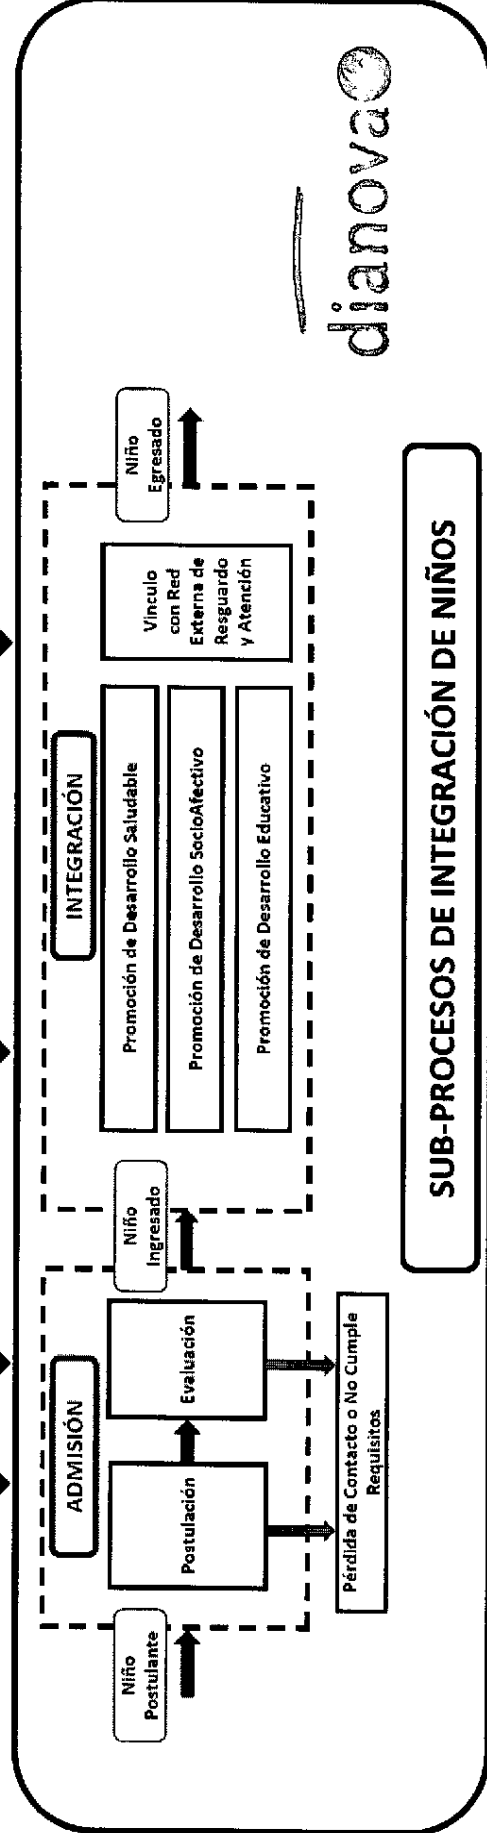 ADMISIÓN
INTEGRACIÓN
Niño
Postulante
Postulación
Evaluación
Niño
Ingresado
Promoción de Desarrollo Saludable
Promoción de Desarrollo SocioAfectivo
Promoción de Desarrollo Educativo
Vinculo
con Red
Externa de
Resguardo
y Atención
Niño
Egresado
Pérdida de Contacto o No Cumple
Requisitos
dianova
SUB-PROCESOS DE INTEGRACIÓN DE NIÑOS